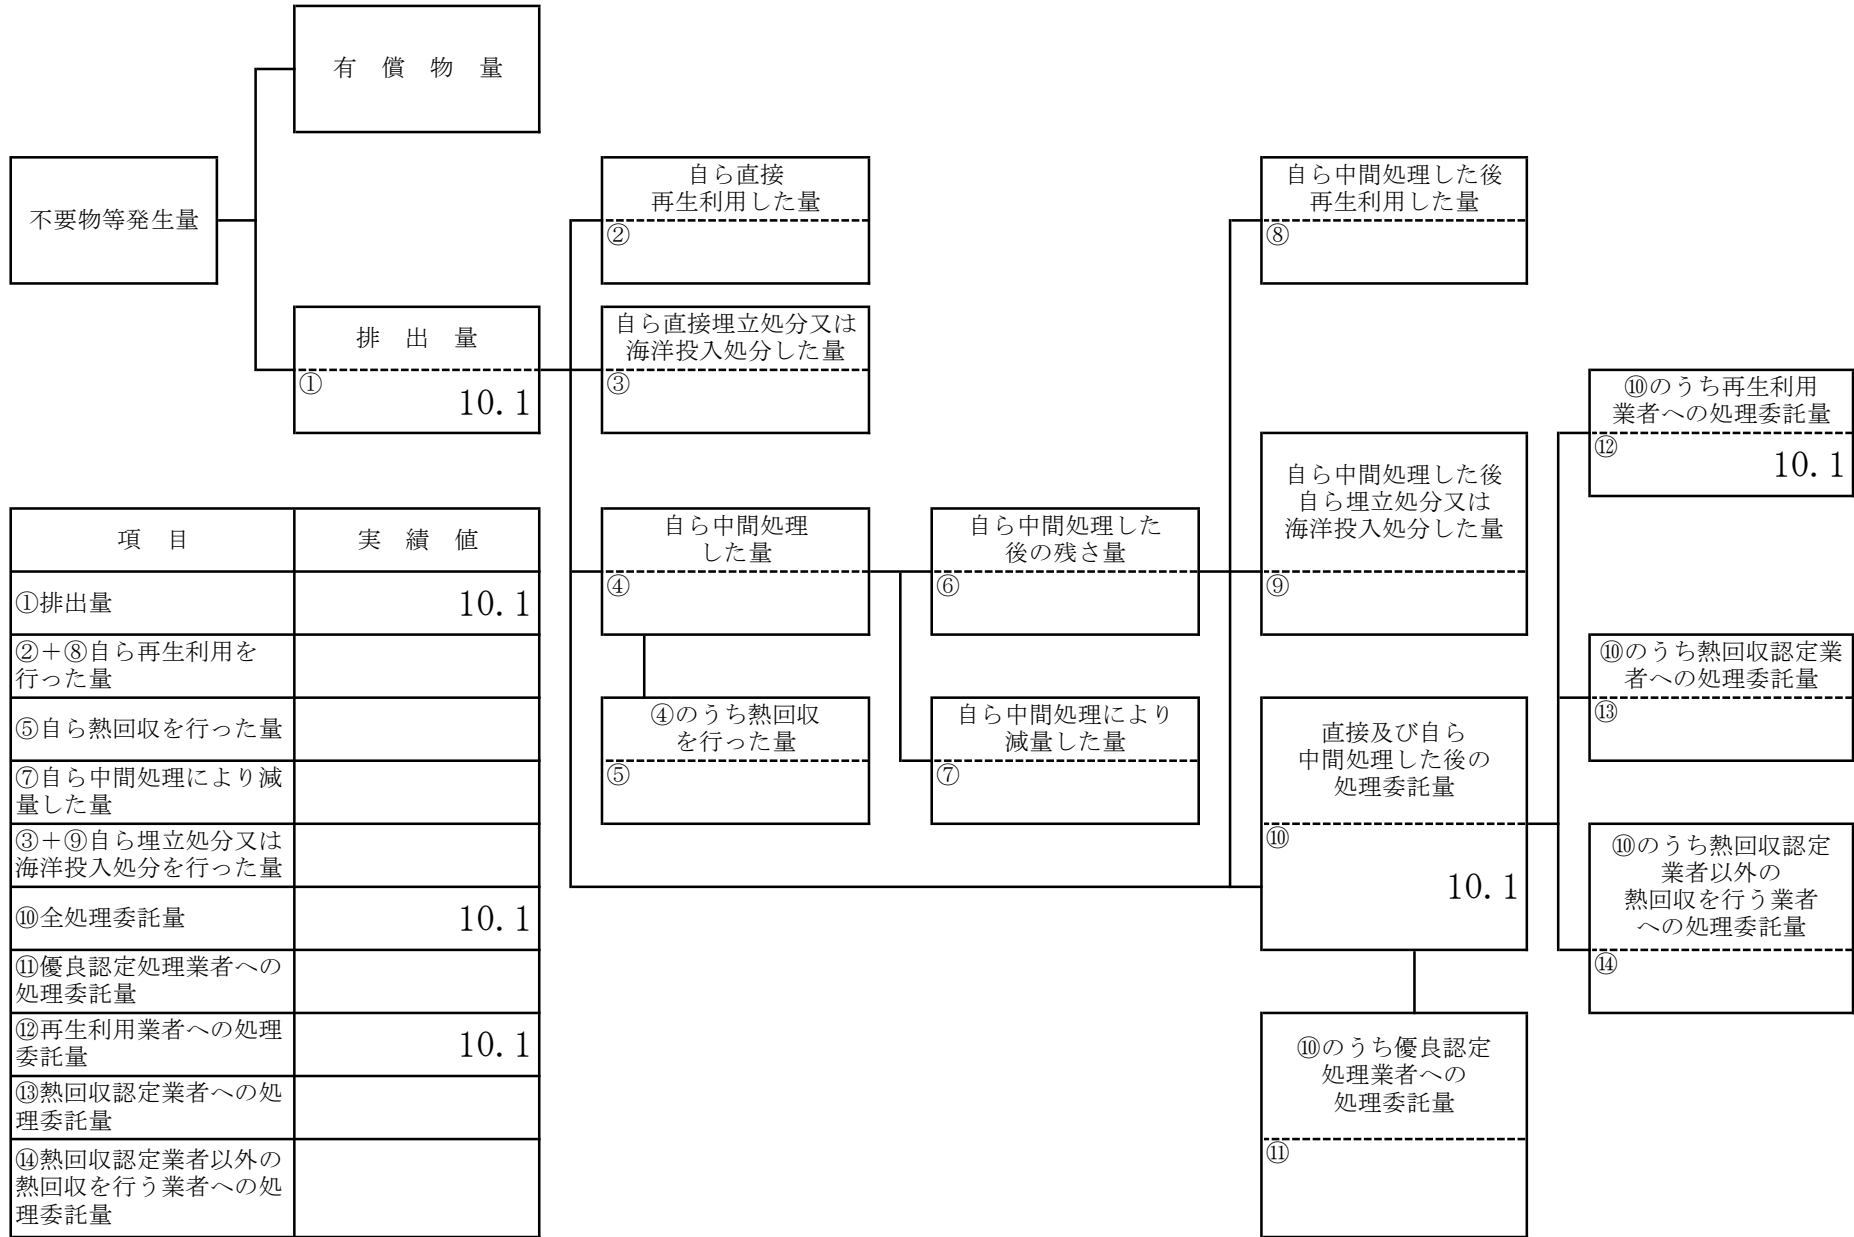 有　償　物　量
不要物等発生量
排　出　量
①
10.1
自ら直接
再生利用した量
②
自ら直接埋立処分又は
海洋投入処分した量
③
自ら中間処理
した量
④
④のうち熱回収
を行った量
⑤
自ら中間処理した
後の残さ量
⑥
自ら中間処理により
減量した量
⑦
自ら中間処理した後
再生利用した量
⑧
自ら中間処理した後
自ら埋立処分又は
海洋投入処分した量
⑨
直接及び自ら
中間処理した後の
処理委託量
⑩
10.1
⑩のうち優良認定
処理業者への
処理委託量
⑪
⑩のうち再生利用
業者への処理委託量
⑫
10.1
⑩のうち熱回収認定業
者への処理委託量
⑬
⑩のうち熱回収認定
業者以外の
熱回収を行う業者
への処理委託量
⑭
項　目　実　績　値
①排出量　10.1
②＋⑧自ら再生利用を
行った量
⑤自ら熱回収を行った量
⑦自ら中間処理により減
量した量
③＋⑨自ら埋立処分又は
海洋投入処分を行った量
⑩全処理委託量　10.1
⑪優良認定処理業者への
処理委託量
⑫再生利用業者への処理
委託量　10.1
⑬熱回収認定業者への処
理委託量
⑭熱回収認定業者以外の
熱回収を行う業者への処
理委託量